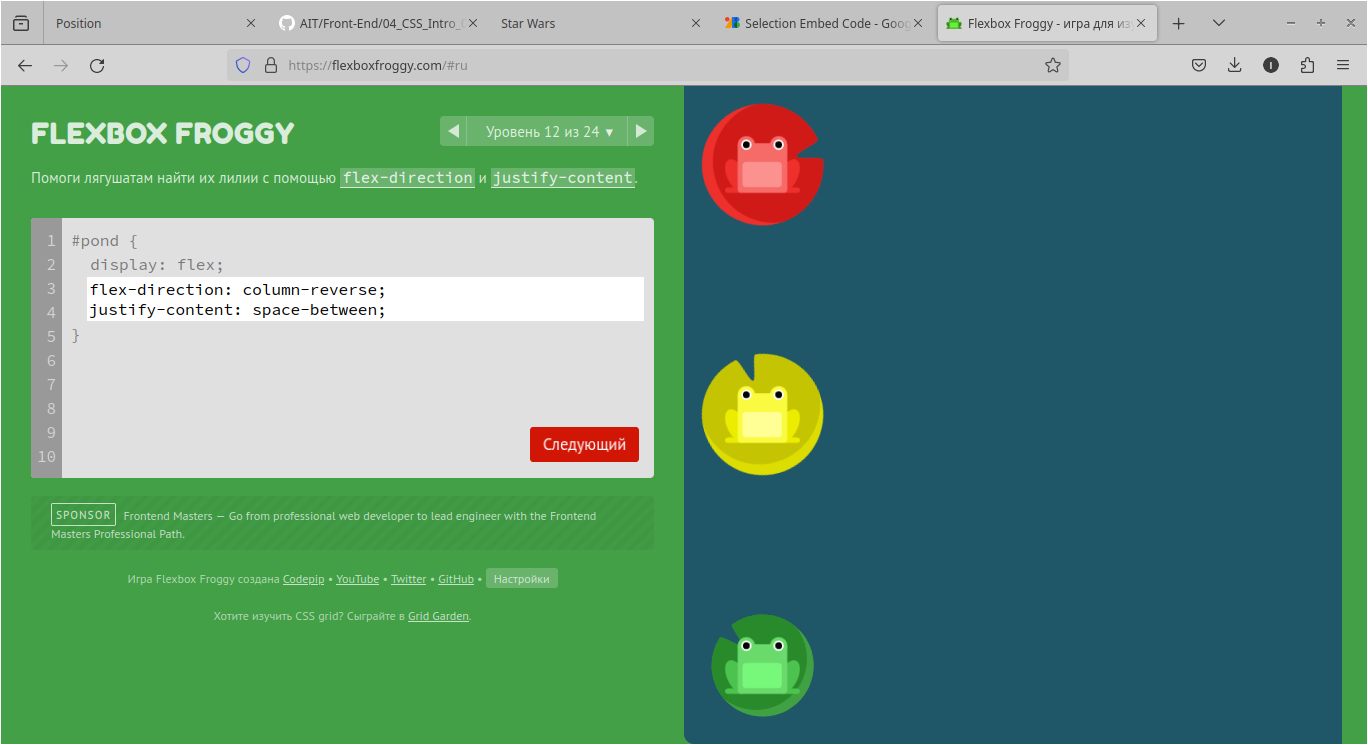 Position
AIT/Front-End/04_CSS_Intro_
Star Wars
Selection Embed Code - Goog
Flexbox Froggy - игра для из
https://flexboxfroggy.com/#ru
FLEXBOX FROGGY
Уровень 12 из 24 ▼
Помоги лягушатам найти их лилии с помощью flex-direction и justify-content.
1 #pond {
2 display: flex;
3 flex-direction: column-reverse;
4 justify-content: space-between;
5 }
6
7
8
9
10
Следующий
SPONSOR Frontend Masters — Go from professional web developer to lead engineer with the Frontend
Masters Professional Path.
Игра Flexbox Froggy создана Codepip • YouTube • Twitter • GitHub • Настройки
Хотите изучить CSS grid? Сыграйте в Grid Garden.